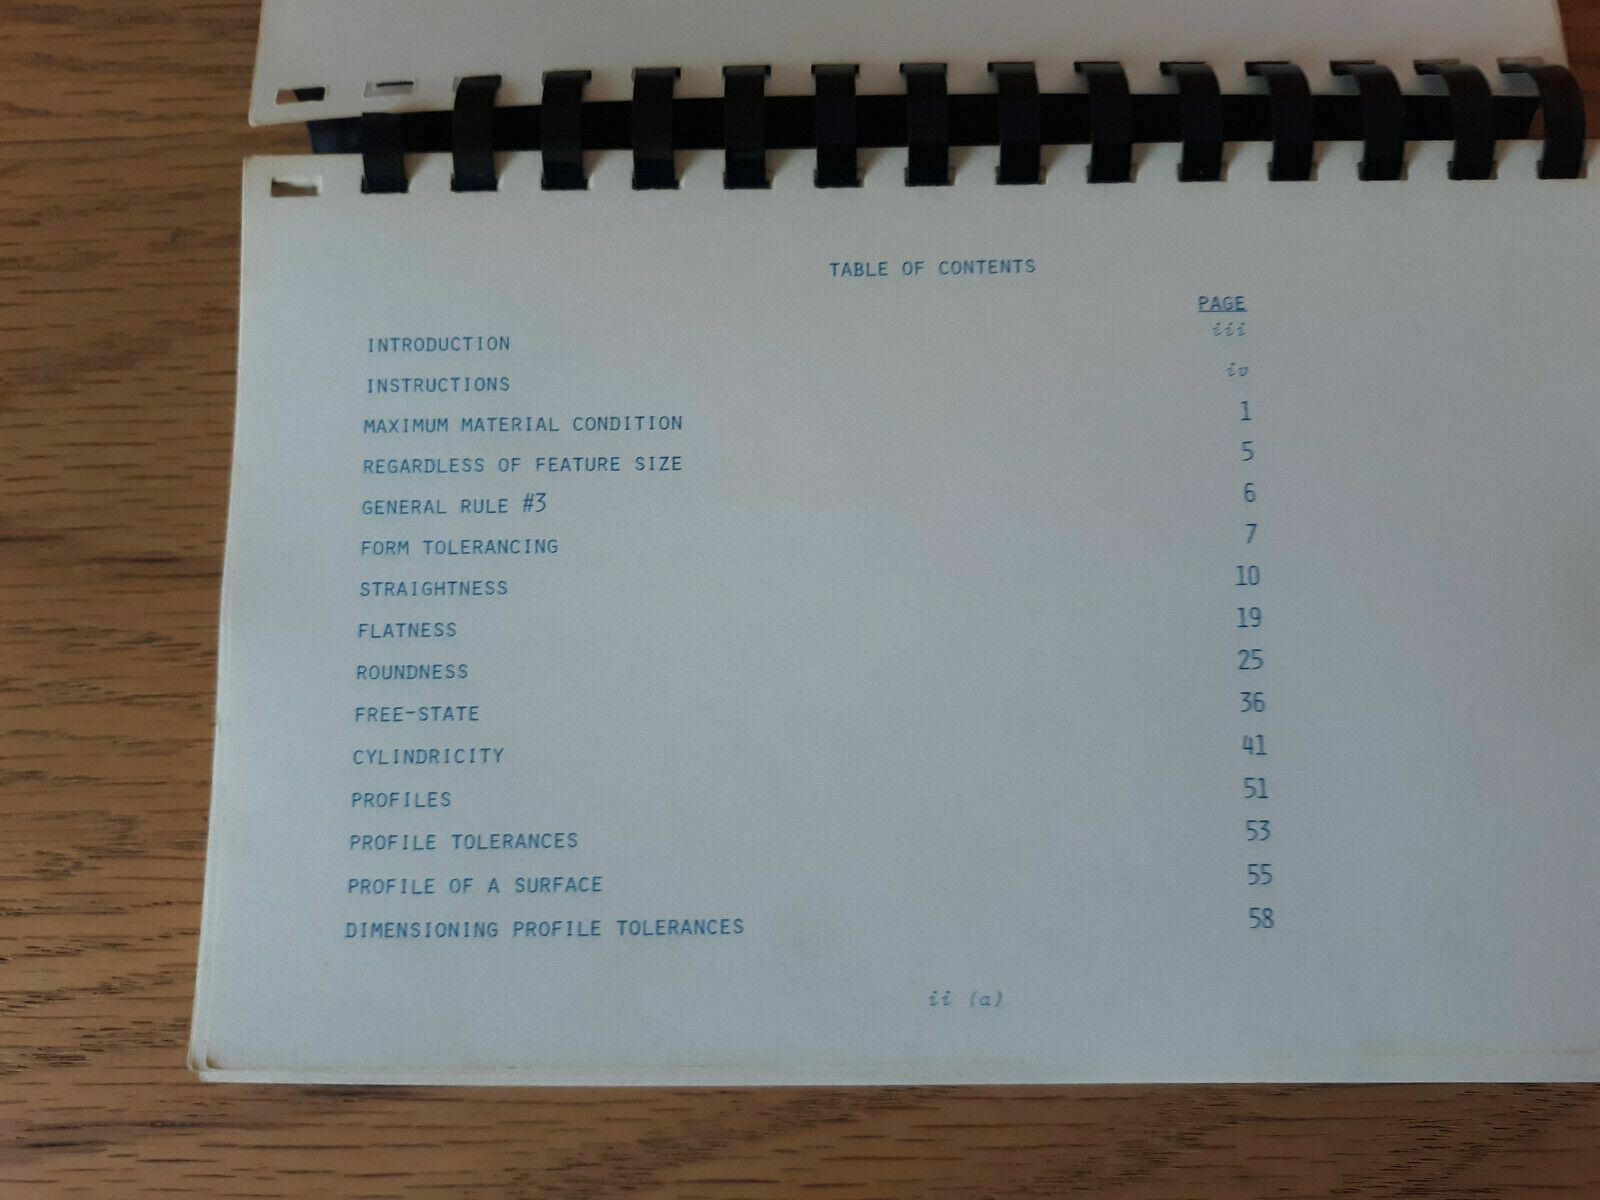 TABLE OF CONTENTS
PAGE
INTRODUCTION iii
INSTRUCTIONS iv
MAXIMUM MATERIAL CONDITION 1
REGARDLESS OF FEATURE SIZE 5
GENERAL RULE #3 6
FORM TOLERANCING 7
STRAIGHTNESS 10
FLATNESS 19
ROUNDNESS 25
FREE-STATE 36
CYLINDRICITY 41
PROFILES 51
PROFILE TOLERANCES 53
PROFILE OF A SURFACE 55
DIMENSIONING PROFILE TOLERANCES 58
ii (a)